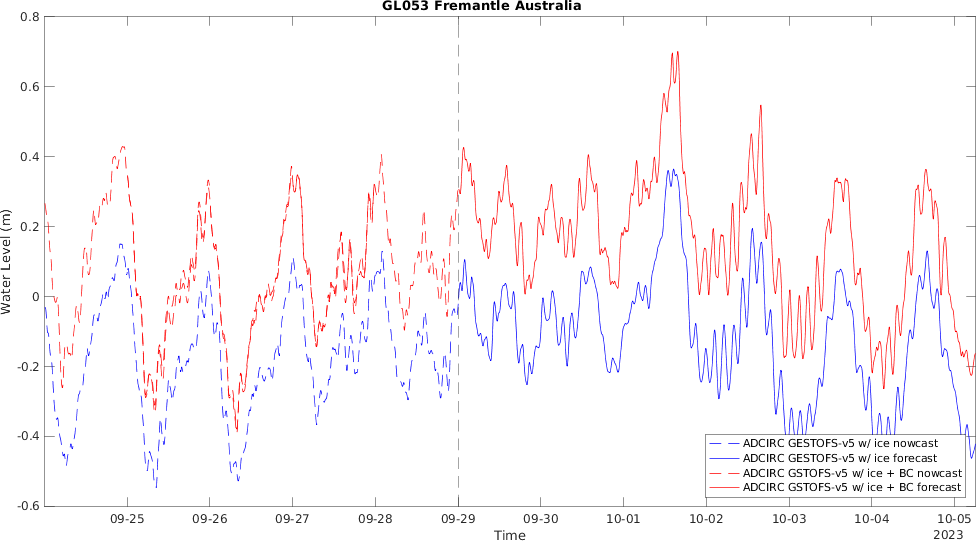 GL053 Fremantle Australia
0.8
0.6
0.4
0.2
0
-0.2
-0.4
-0.6
Water Level (m)
ADCIRC GESTOFS-v5 w/ ice nowcast
ADCIRC GESTOFS-v5 w/ ice forecast
ADCIRC GSTOFS-v5 w/ ice + BC nowcast
ADCIRC GSTOFS-v5 w/ ice + BC forecast
09-25 09-26 09-27 09-28 09-29 09-30 10-01 10-02 10-03 10-04 10-05
Time
2023